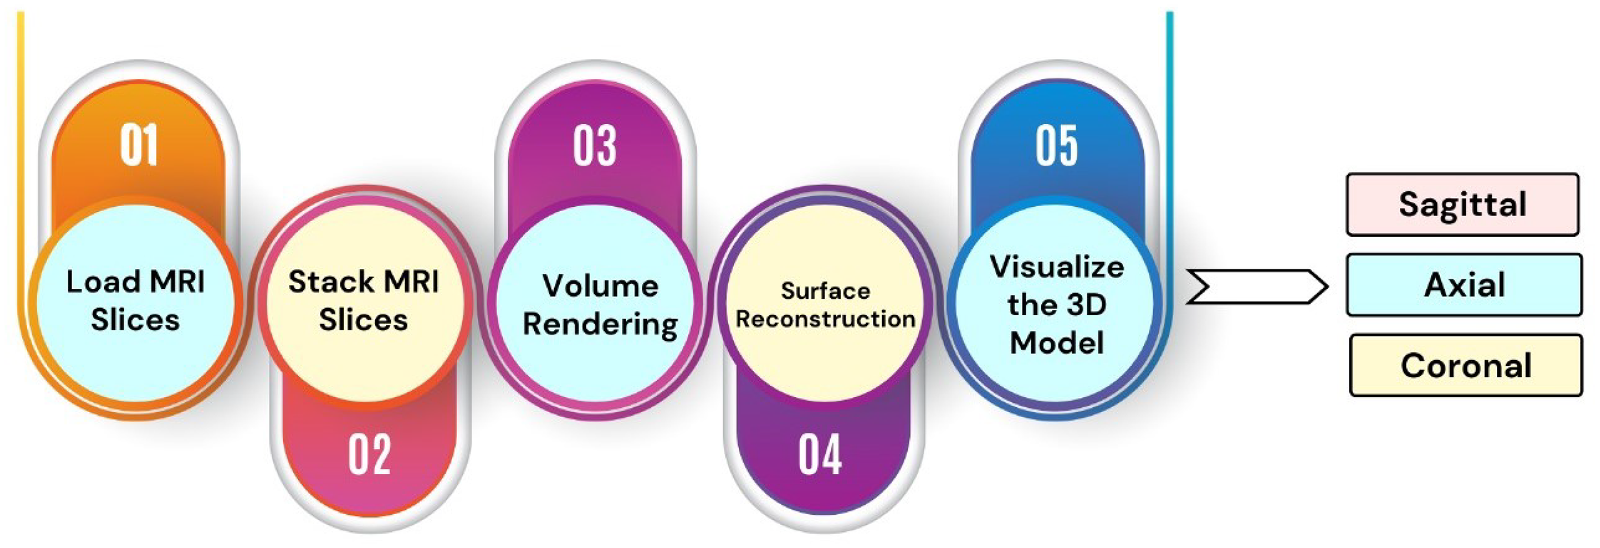 01
Load MRI
Slices
Stack MRI
Slices
02
03
Volume
Rendering
Surface
Reconstruction
04
05
Visualize
the 3D
Model
Sagittal
Axial
Coronal